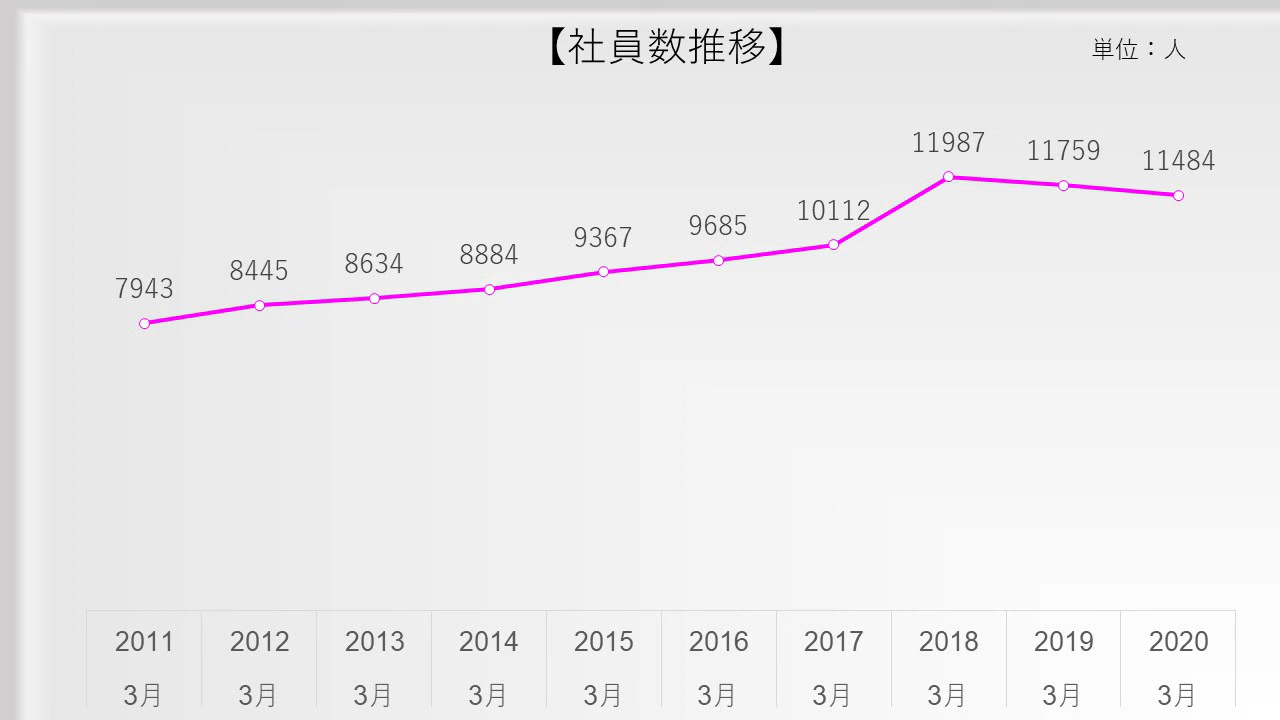 【社員数推移】
単位：人
7943 8445 8634 8884 9367 9685 10112 11987 11759 11484
2011 2012 2013 2014 2015 2016 2017 2018 2019 2020
3月 3月 3月 3月 3月 3月 3月 3月 3月 3月